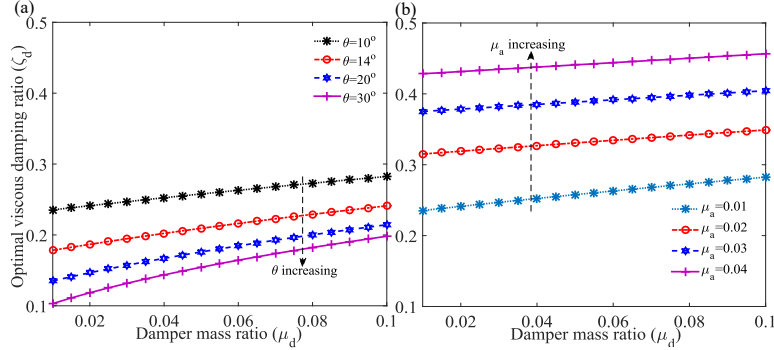 (a)
Optimal viscous damping ratio (ζd)
0.5
0.4
0.3
0.2
0.1
θ=10°
θ=14°
θ=20°
θ=30°
θ increasing
0.02
0.04
0.06
0.08
0.1
Damper mass ratio (μd)
(b)
0.5
0.4
0.3
0.2
0.1
μa increasing
μa=0.01
μa=0.02
μa=0.03
μa=0.04
0.02
0.04
0.06
0.08
0.1
Damper mass ratio (μd)